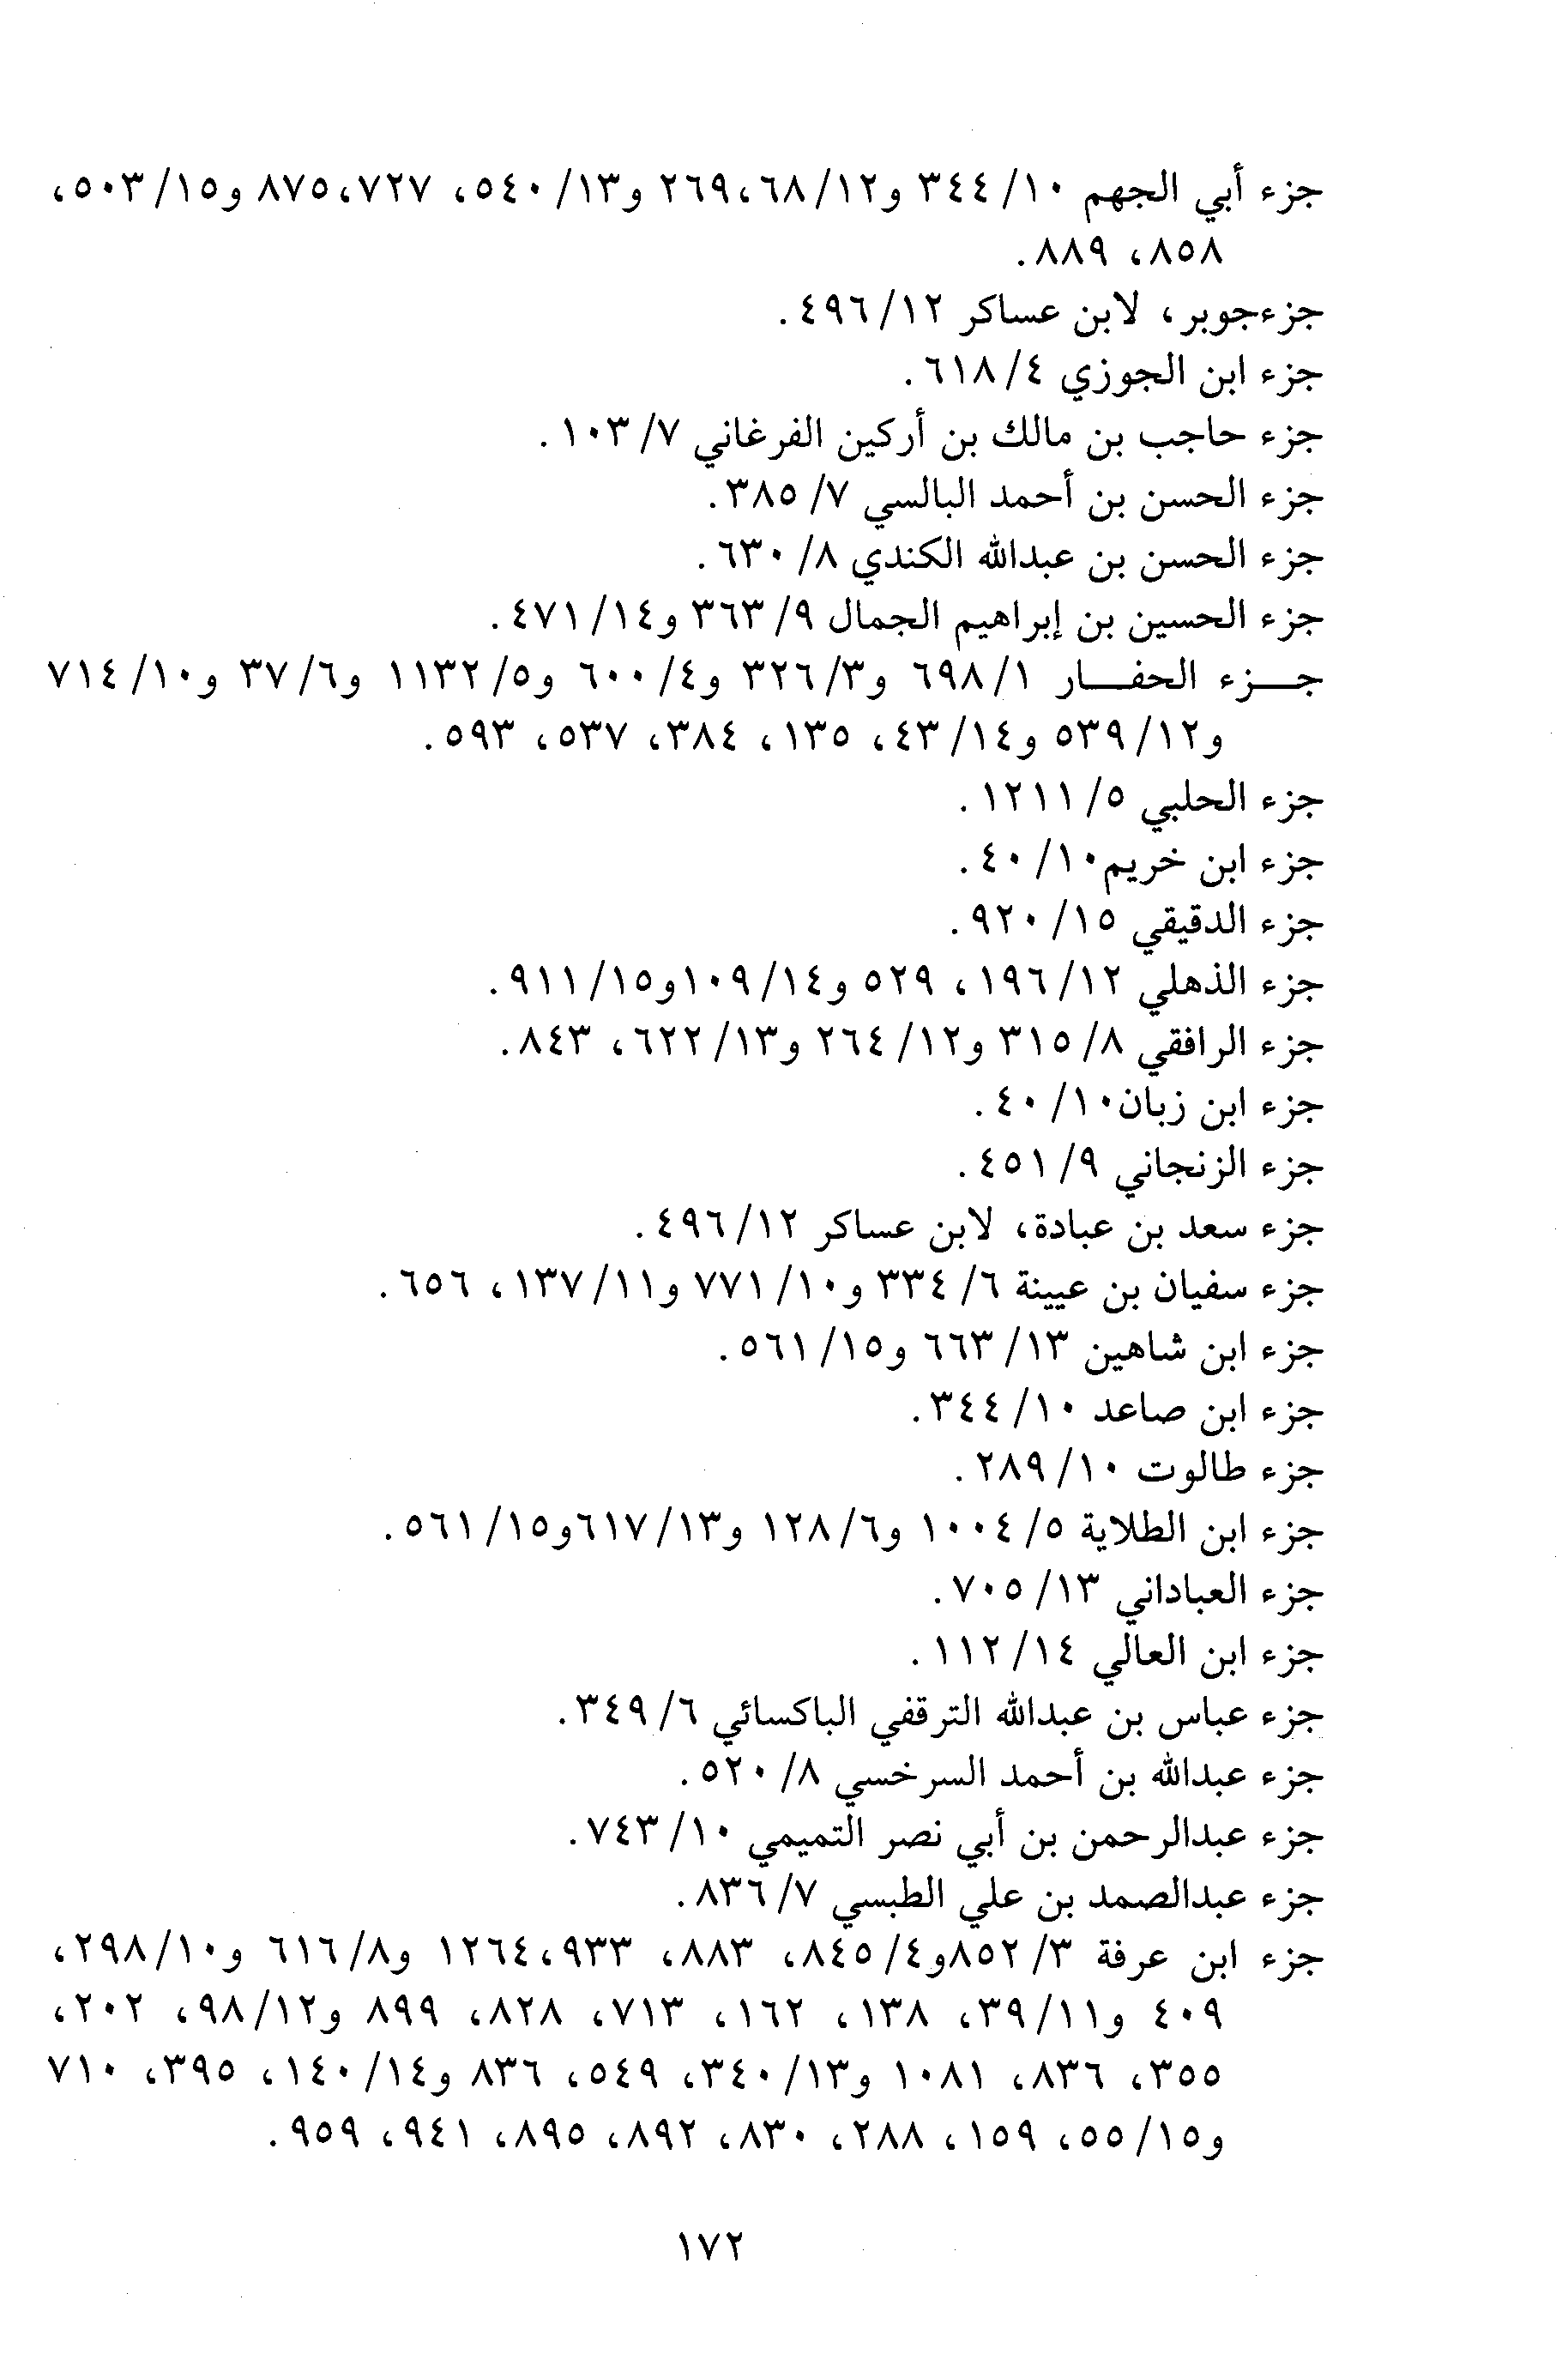 جزء أبي الجهم ١٠/ ٣٤٤ و١٢/ ٦٨،٢٦٩ و١٣/ ٥٤٠، ٧٢٧،٨٧٥ و١٥/ ٥٠٣،
٨٥٨، ٨٨٩.
جزءجوبر، لابن عساكر ١٢/ ٤٩٦.
جزء ابن الجوزي ٤/ ٦١٨.
جزء حاجب بن مالك بن أركين الفرغاني ٧/ ١٠٣.
جزء الحسن بن أحمد البالسي ٧/ ٣٨٥.
جزء الحسن بن عبدالله الكندي ٨/ ٦٣٠.
جزء الحسين بن إبراهيم الجمال ٩/ ٣٦٣ و١٤/ ٤٧١.
جـــزء الحفـــار ١/ ٦٩٨ و٣/ ٣٢٦ و٤/ ٦٠٠ و٥/ ١١٣٢ و٦/ ٣٧ و١٠/ ٧١٤
و١٢/ ٥٣٩ و١٤/ ٤٣، ١٣٥، ٣٨٤، ٥٣٧، ٥٩٣.
جزء الحلبي ٥/ ١٢١١.
جزء ابن خريم١٠/ ٤٠.
جزء الدقيقي ١٥/ ٩٢٠.
جزء الذهلي ١٢/ ١٩٦، ٥٢٩ و١٤/ ١٠٩و١٥/ ٩١١.
جزء الرافقي ٨/ ٣١٥ و١٢/ ٢٦٤ و١٣/ ٦٢٢، ٨٤٣.
جزء ابن زبان١٠/ ٤٠.
جزء الزنجاني ٩/ ٤٥١.
جزء سعد بن عبادة، لابن عساكر ١٢/ ٤٩٦.
جزء سفيان بن عيينة ٦/ ٣٣٤ و١٠/ ٧٧١ و١١/ ١٣٧، ٦٥٦.
جزء ابن شاهين ١٣/ ٦٦٣ و١٥/ ٥٦١.
جزء ابن صاعد ١٠/ ٣٤٤.
جزء طالوت ١٠/ ٢٨٩.
جزء ابن الطلاية ٥/ ١٠٠٤ و٦/ ١٢٨ و١٣/ ٦١٧و١٥/ ٥٦١.
جزء العباداني ١٣/ ٧٠٥.
جزء ابن العالي ١٤/ ١١٢.
جزء عباس بن عبدالله الترقفي الباكسائي ٦/ ٣٤٩.
جزء عبدالله بن أحمد السرخسي ٨/ ٥٢٠.
جزء عبدالرحمن بن أبي نصر التميمي ١٠/ ٧٤٣.
جزء عبدالصمد بن علي الطبسي ٧/ ٨٣٦.
جزء ابن عرفة ٣/ ٨٥٢و٤/ ٨٤٥، ٨٨٣، ٩٣٣،١٢٦٤ و٨/ ٦١٦ و١٠/ ٢٩٨،
٤٠٩ و١١/ ٣٩، ١٣٨، ١٦٢، ٧١٣، ٨٢٨، ٨٩٩ و١٢/ ٩٨، ٢٠٢،
٣٥٥، ٨٣٦، ١٠٨١ و١٣/ ٣٤٠، ٥٤٩، ٨٣٦ و١٤/ ١٤٠، ٣٩٥، ٧١٠
و١٥/ ٥٥، ١٥٩، ٢٨٨، ٨٣٠، ٨٩٢، ٨٩٥، ٩٤١، ٩٥٩.
١٧٢